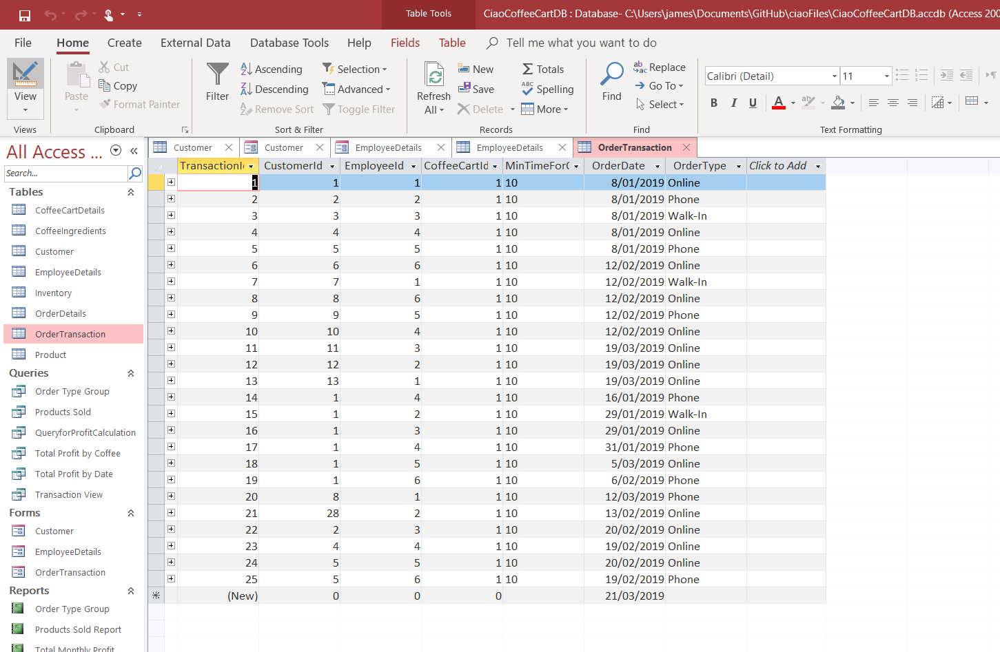 Table Tools
CiaoCoffeeCartDB : Database- C:\Users\james\Documents\GitHub\ciaoFiles\CiaoCoffeeCartDB.accdb (Access 200
File Home Create External Data Database Tools Help Fields Table Tell me what you want to do
View
Views
Paste
Cut
Copy
Format Painter
Clipboard
Filter
Ascending
Descending
Remove Sort
Selection
Advanced
Toggle Filter
Sort & Filter
Refresh
All
New
Save
Delete
Totals
Spelling
More
Records
Find
Replace
Go To
Select
Find
Calibri (Detail) 11
B I U A
Text Formatting
All Access ...
Search...
Tables
CoffeeCartDetails
CoffeeIngredients
Customer
EmployeeDetails
Inventory
OrderDetails
OrderTransaction
Product
Queries
Order Type Group
Products Sold
QueryforProfitCalculation
Total Profit by Coffee
Total Profit by Date
Transaction View
Forms
Customer
EmployeeDetails
OrderTransaction
Reports
Order Type Group
Products Sold Report
Total Monthly Profit
Customer Customer EmployeeDetails EmployeeDetails OrderTransaction
TransactionI CustomerId EmployeeId CoffeeCartId MinTimeForO OrderDate OrderType Click to Add
1 1 1 1 10 8/01/2019 Online
2 2 2 1 10 8/01/2019 Phone
3 3 3 1 10 8/01/2019 Walk-In
4 4 4 1 10 8/01/2019 Online
5 5 5 1 10 8/01/2019 Phone
6 6 6 1 10 12/02/2019 Online
7 7 1 1 10 12/02/2019 Walk-In
8 8 6 1 10 12/02/2019 Online
9 9 5 1 10 12/02/2019 Phone
10 10 4 1 10 12/02/2019 Online
11 11 3 1 10 19/03/2019 Online
12 12 2 1 10 19/03/2019 Online
13 13 1 1 10 19/03/2019 Online
14 1 4 1 10 16/01/2019 Phone
15 1 2 1 10 29/01/2019 Walk-In
16 1 3 1 10 29/01/2019 Online
17 1 4 1 10 31/01/2019 Phone
18 1 5 1 10 5/03/2019 Online
19 1 6 1 10 6/02/2019 Phone
20 8 1 1 10 12/03/2019 Phone
21 28 2 1 10 13/02/2019 Online
22 2 3 1 10 20/02/2019 Online
23 4 4 1 10 19/02/2019 Online
24 5 5 1 10 20/02/2019 Online
25 5 6 1 10 19/02/2019 Phone
(New) 0 0 0 21/03/2019